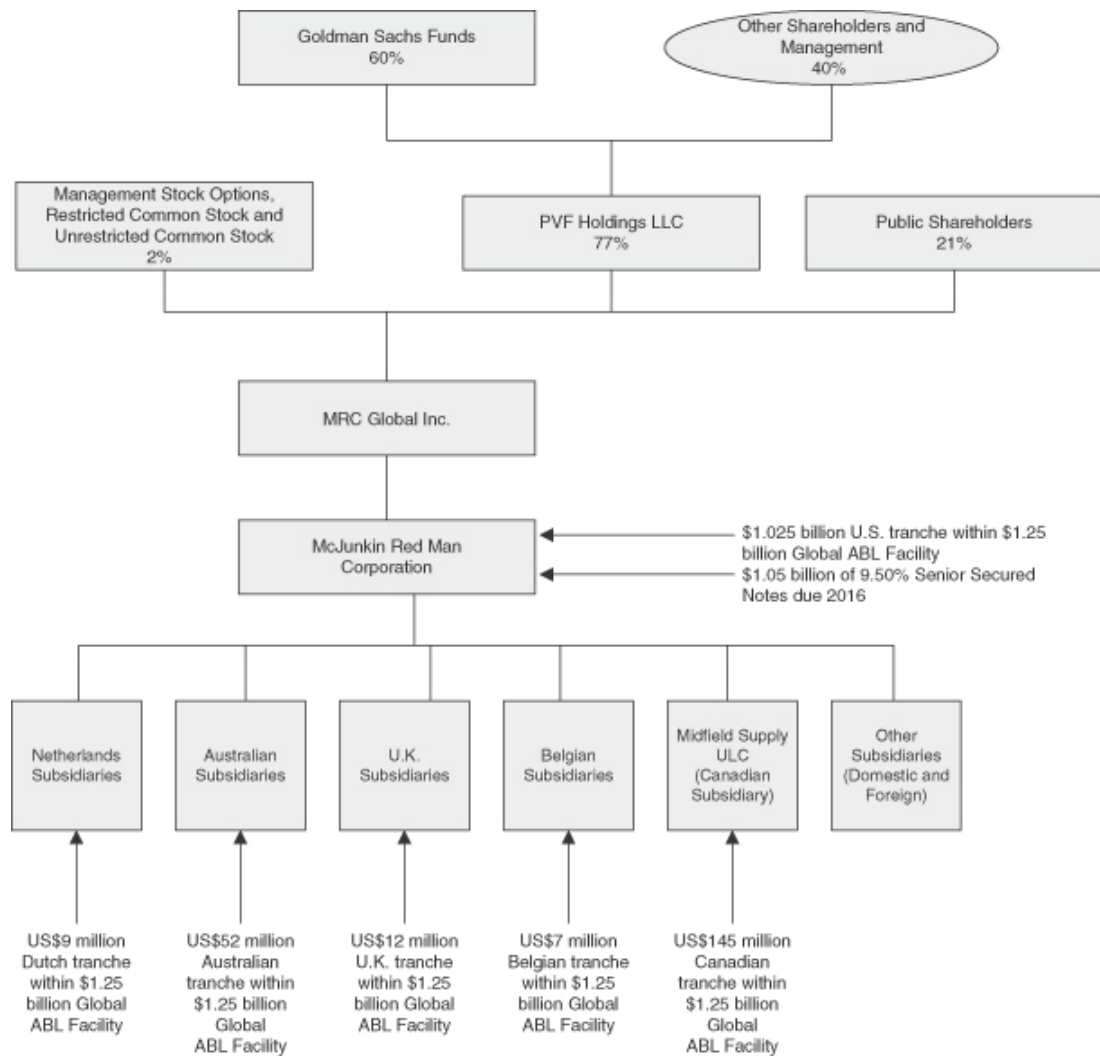 Goldman Sachs Funds
60%
Other Shareholders and
Management
40%
Management Stock Options,
Restricted Common Stock and
Unrestricted Common Stock
2%
PVF Holdings LLC
77%
Public Shareholders
21%
MRC Global Inc.
McJunkin Red Man
Corporation
$1.025 billion U.S. tranche within $1.25
billion Global ABL Facility
$1.05 billion of 9.50% Senior Secured
Notes due 2016
Netherlands
Subsidiaries
Australian
Subsidiaries
U.K.
Subsidiaries
Belgian
Subsidiaries
Midfield Supply
ULC
(Canadian
Subsidiary)
Other
Subsidiaries
(Domestic and
Foreign)
US$9 million
Dutch tranche
within $1.25
billion Global
ABL Facility
US$52 million
Australian
tranche within
$1.25 billion
Global
ABL Facility
US$12 million
U.K. tranche
within $1.25
billion Global
ABL Facility
US$7 million
Belgian tranche
within $1.25
billion Global
ABL Facility
US$145 million
Canadian
tranche within
$1.25 billion
Global
ABL Facility